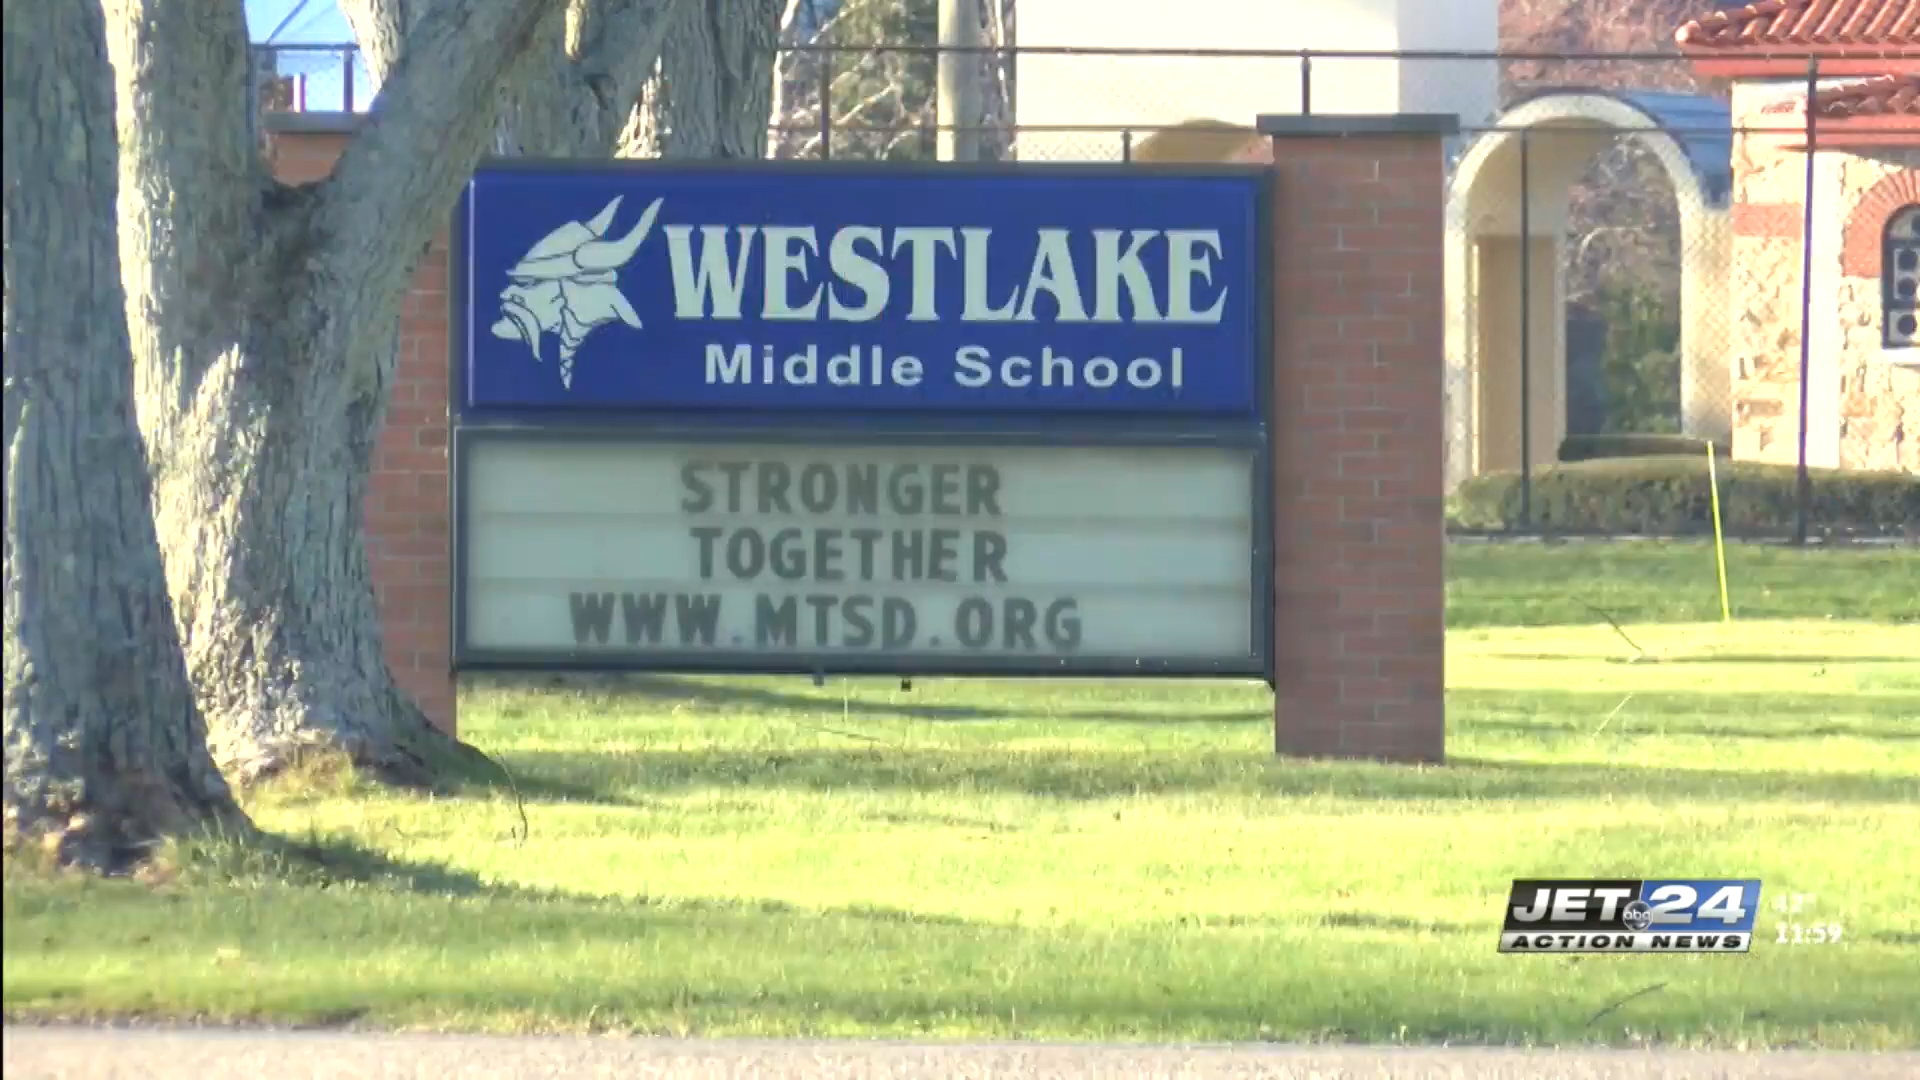 WESTLAKE
Middle School
STRONGER
TOGETHER
WWW.MTSD.ORG
JET abc 24
ACTION NEWS
11:59